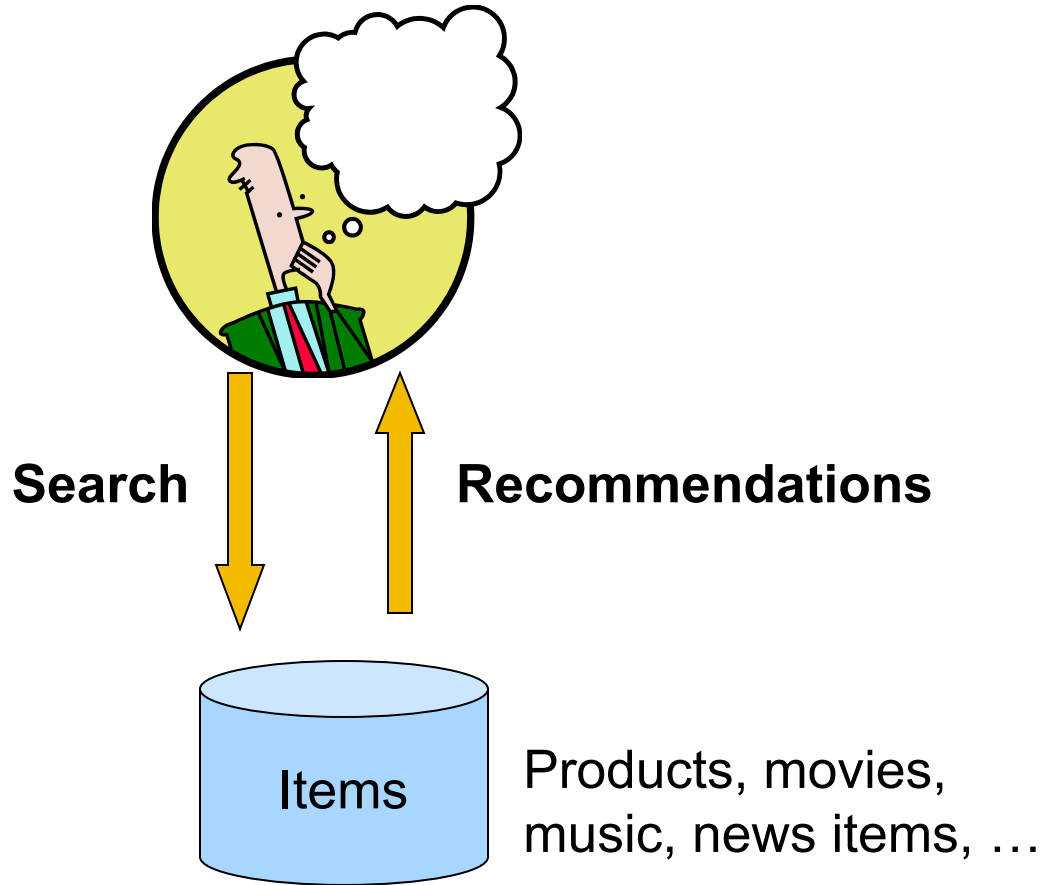 Search
Recommendations
Items
Products, movies,
music, news items, …